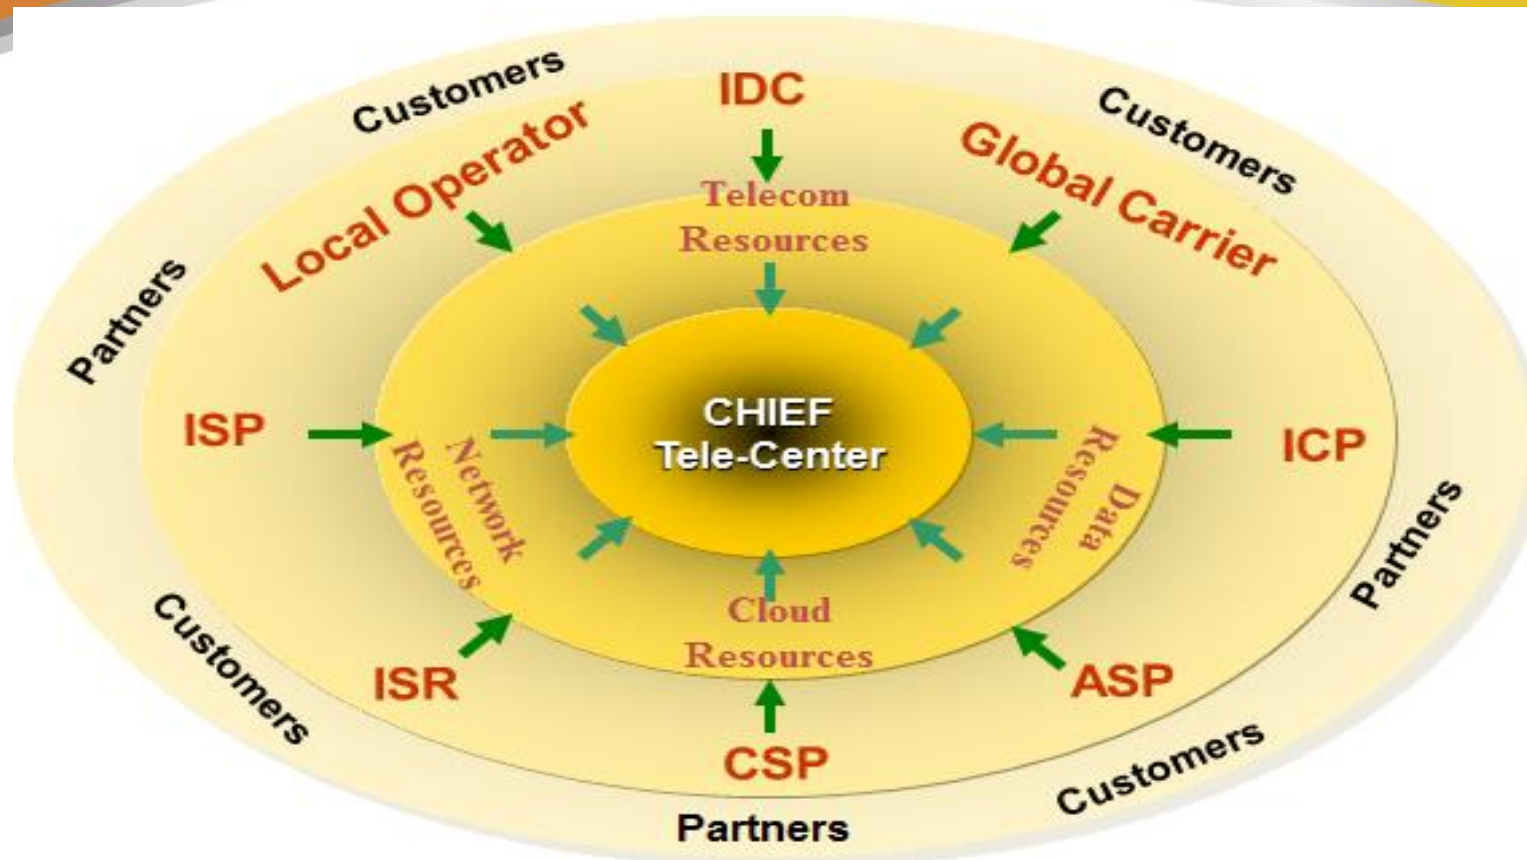 Customers
IDC
Customers
Local Operator
Global Carrier
Telecom
Resources
Partners
CHIEF
Tele-Center
ISP
Network
Resources
Data
Resources
ICP
Partners
Cloud
Resources
Customers
ISR
CSP
ASP
Customers
Partners